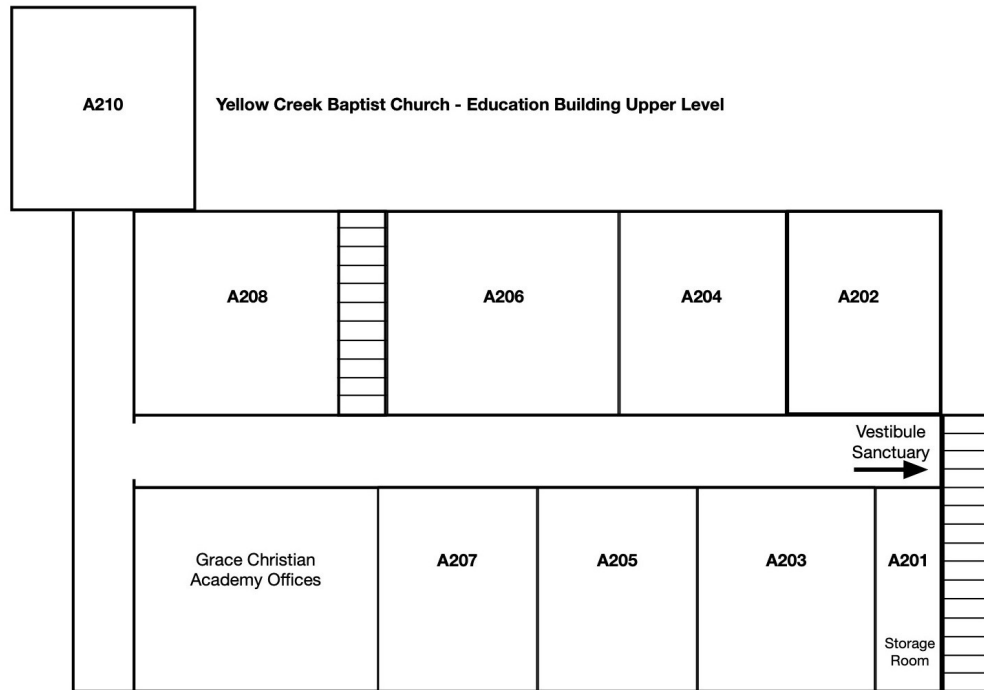 A210
Yellow Creek Baptist Church - Education Building Upper Level
A208
A206
A204
A202
Vestibule
Sanctuary
Grace Christian
Academy Offices
A207
A205
A203
A201
Storage
Room